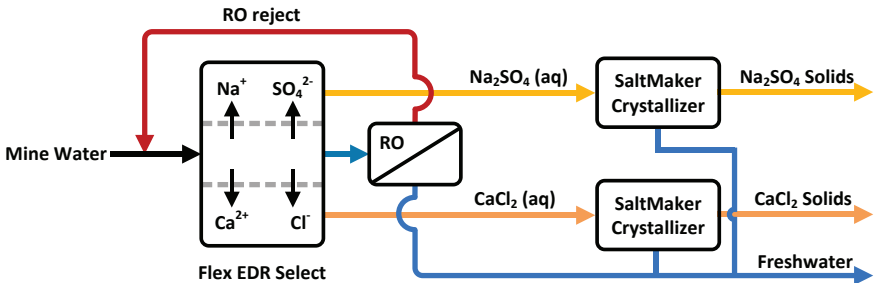 RO reject
Na⁺ SO₄²⁻
Na₂SO₄ (aq)
SaltMaker
Crystallizer
Na₂SO₄ Solids
Mine Water
RO
Ca²⁺ Cl⁻
CaCl₂ (aq)
SaltMaker
Crystallizer
CaCl₂ Solids
Flex EDR Select
Freshwater